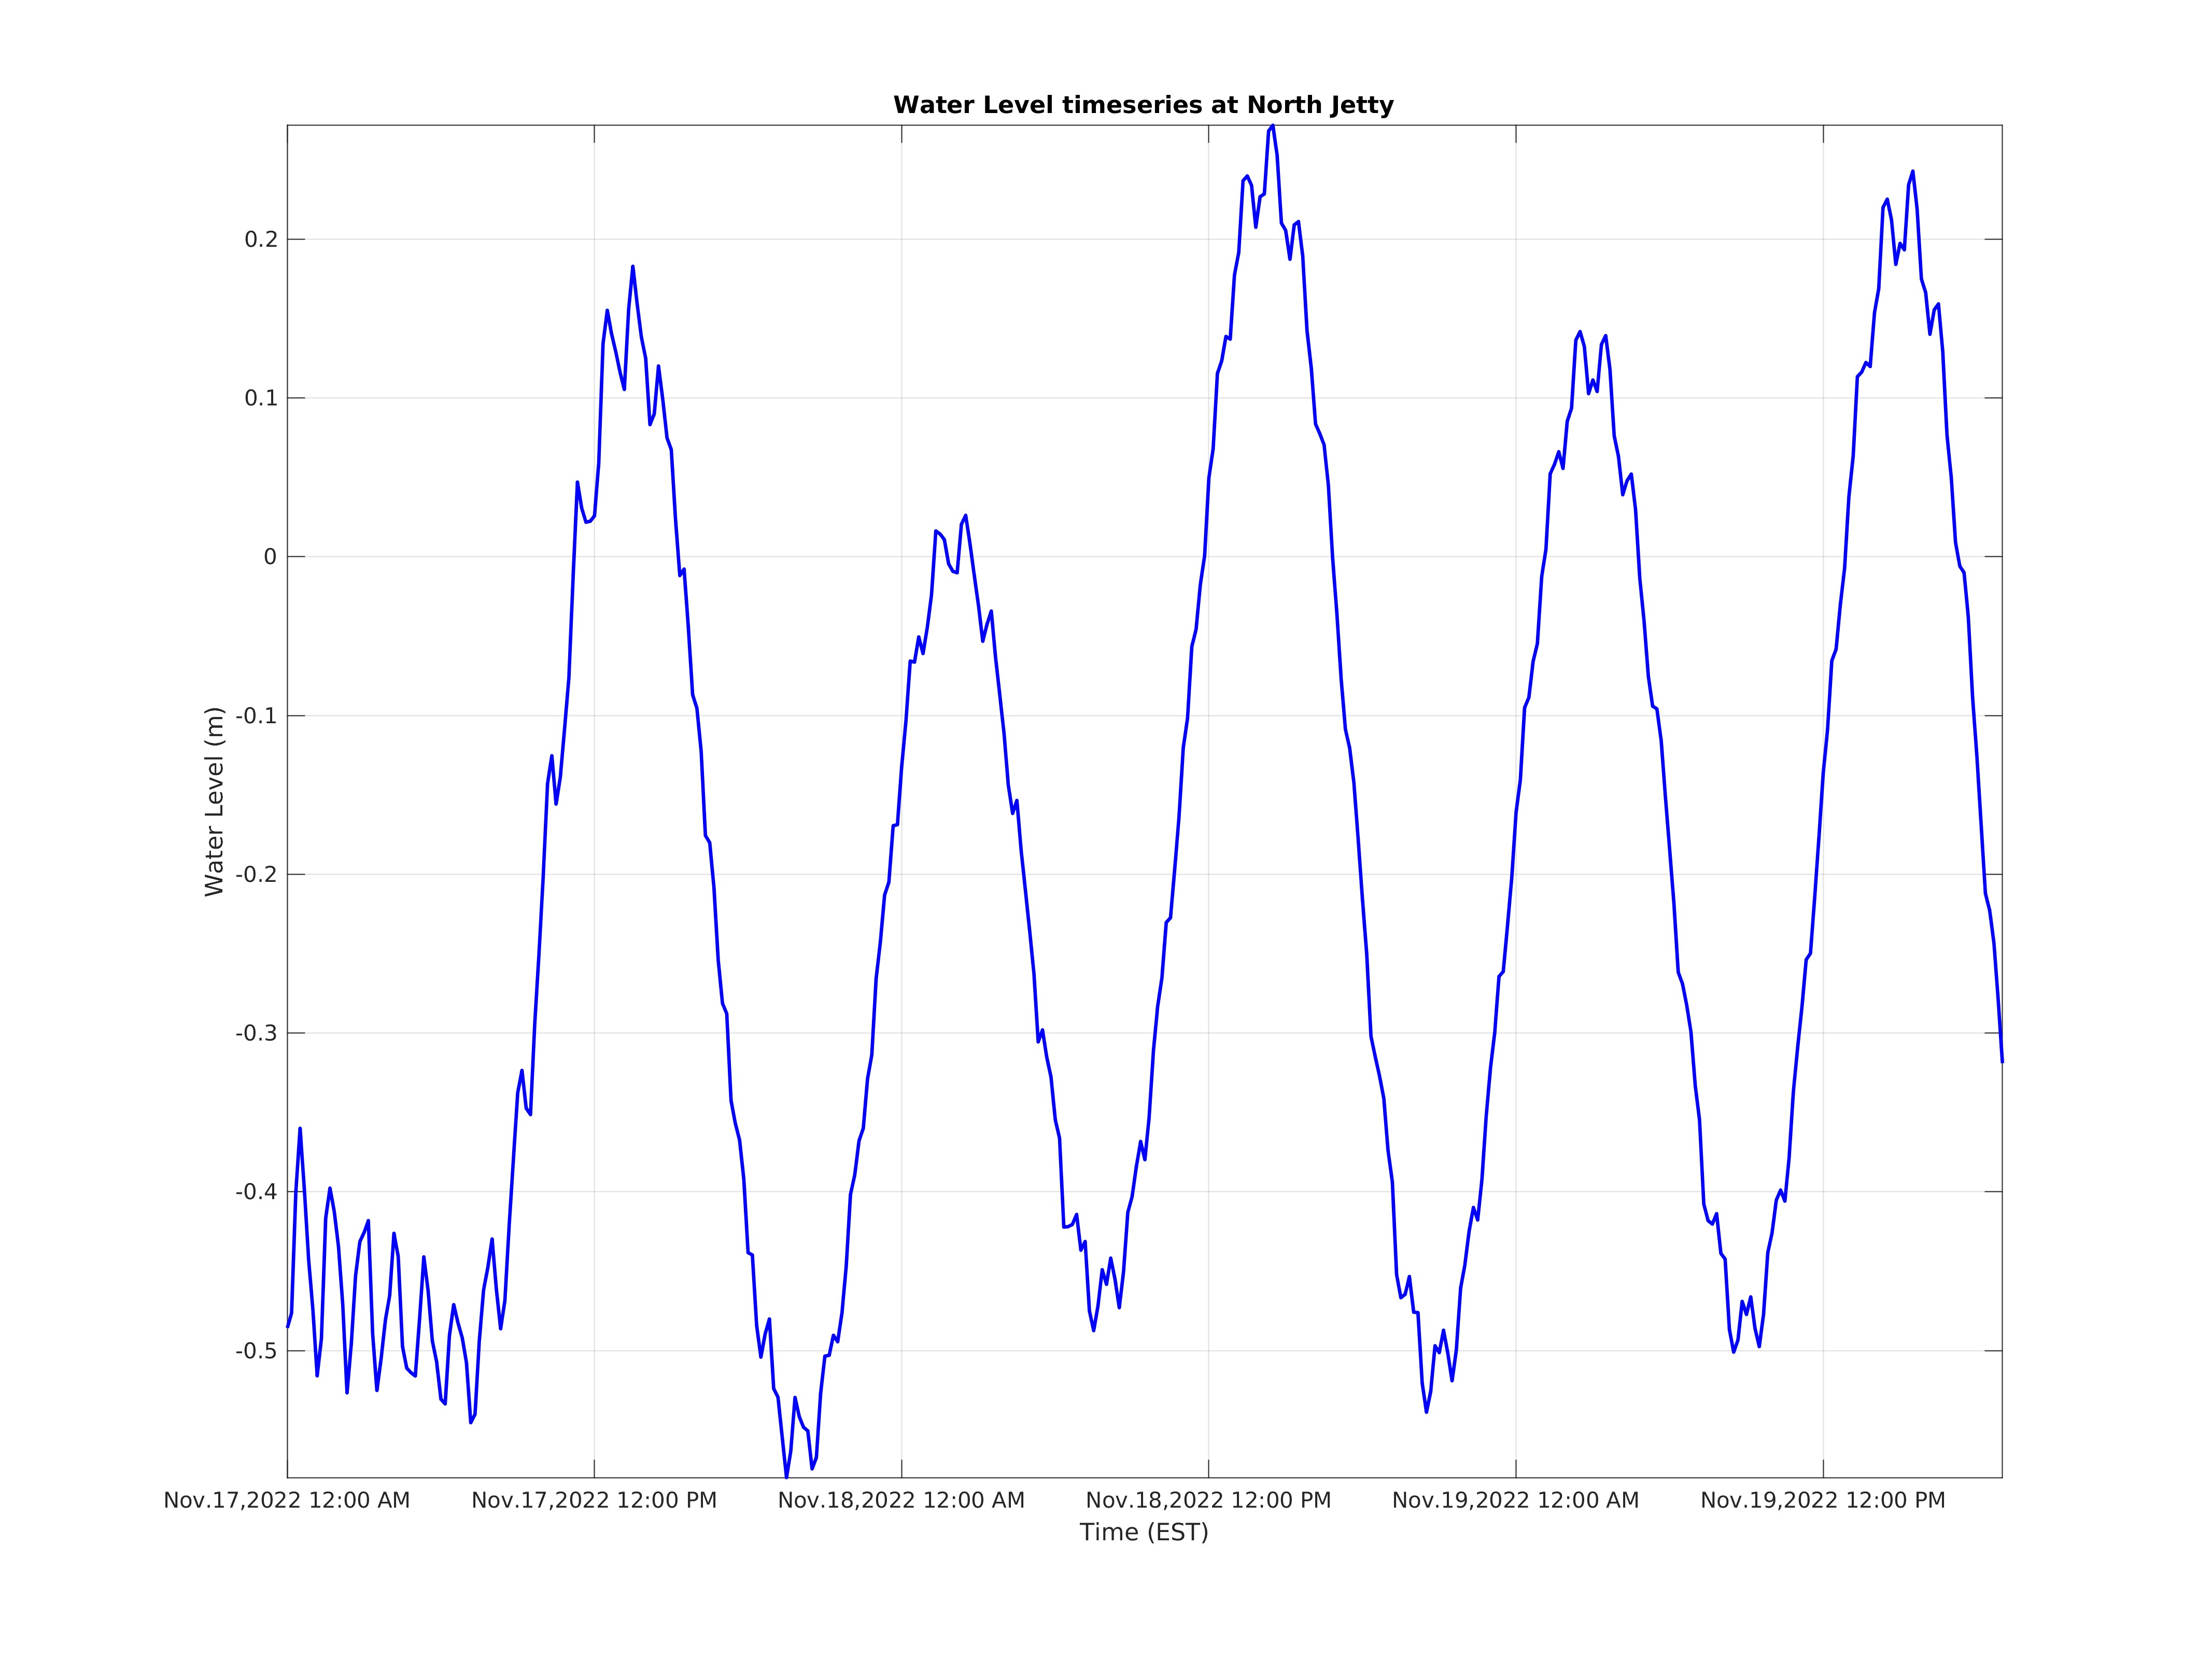 Water Level timeseries at North Jetty
0.2
0.1
0
-0.1
-0.2
-0.3
-0.4
-0.5
Water Level (m)
Nov.17,2022 12:00 AM
Nov.17,2022 12:00 PM
Nov.18,2022 12:00 AM
Nov.18,2022 12:00 PM
Nov.19,2022 12:00 AM
Nov.19,2022 12:00 PM
Time (EST)